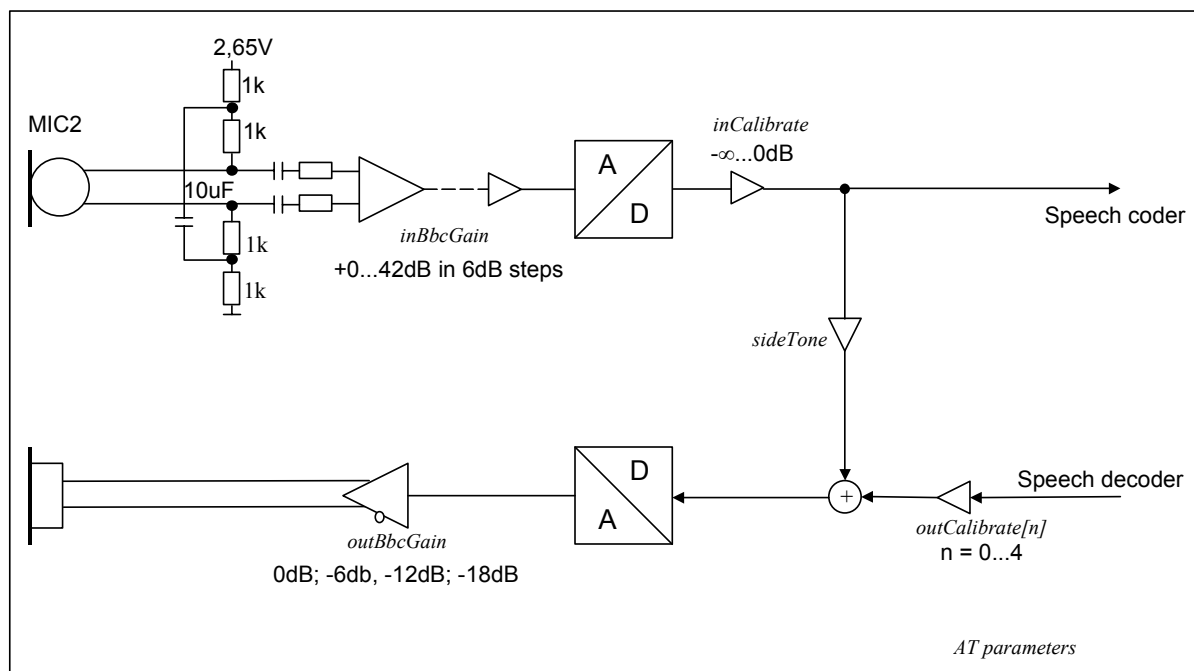 2,65V
1k
MIC2
1k
10uF
1k
1k
inBbcGain
+0...42dB in 6dB steps
A
D
inCalibrate
-∞...0dB
Speech coder
sideTone
D
A
Speech decoder
+
outCalibrate[n]
n = 0...4
outBbcGain
0dB; -6db, -12dB; -18dB
AT parameters